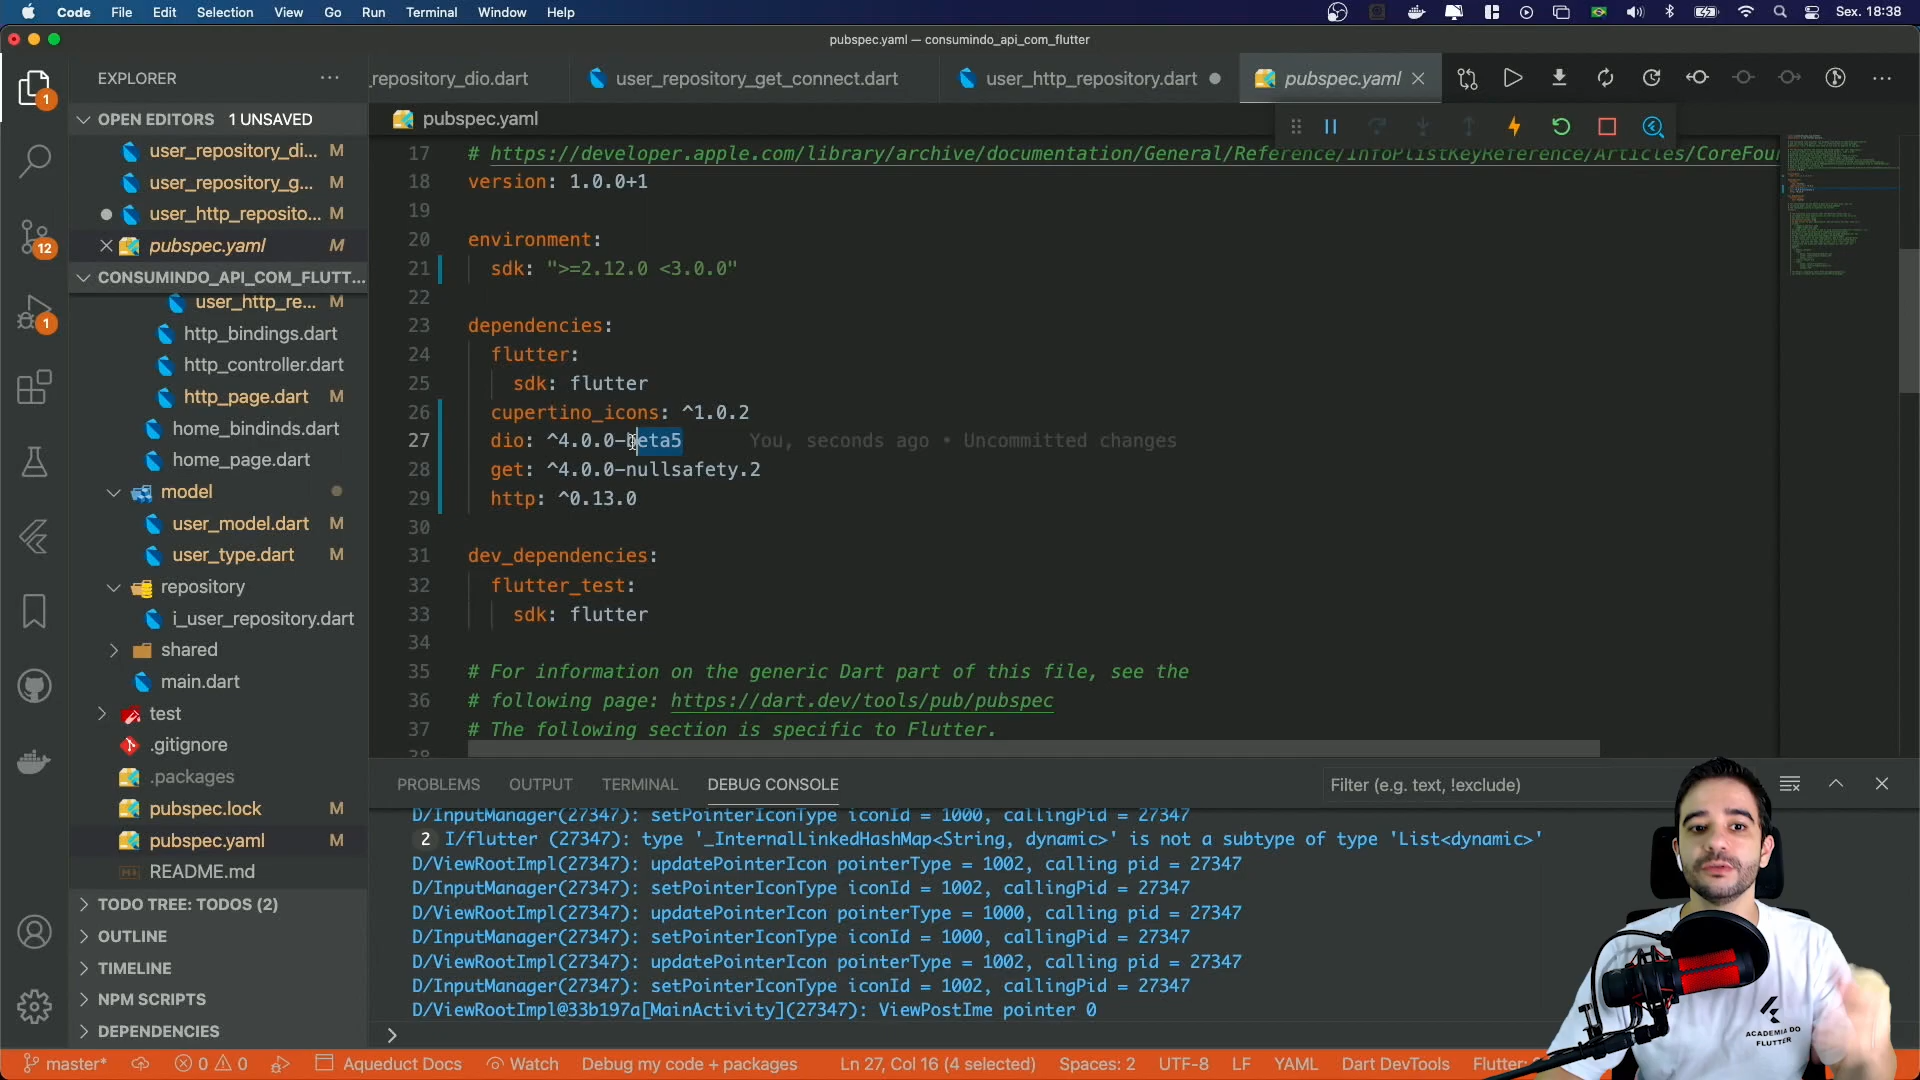 Code File Edit Selection View Go Run Terminal Window Help Sex. 18:38
pubspec.yaml — consumindo_api_com_flutter
EXPLORER
_repository_dio.dart user_repository_get_connect.dart user_http_repository.dart pubspec.yaml
OPEN EDITORS 1 UNSAVED
user_repository_di... M
user_repository_g... M
user_http_reposito... M
pubspec.yaml M
CONSUMINDO_API_COM_FLUTT...
user_http_re... M
http_bindings.dart
http_controller.dart
http_page.dart M
home_bindinds.dart
home_page.dart
model
user_model.dart M
user_type.dart M
repository
i_user_repository.dart
shared
main.dart
test
.gitignore
.packages
pubspec.lock M
pubspec.yaml M
README.md
TODO TREE: TODOS (2)
OUTLINE
TIMELINE
NPM SCRIPTS
DEPENDENCIES
1
12
1
pubspec.yaml
17 # https://developer.apple.com/library/archive/documentation/General/Reference/InfoPlistKeyReference/Articles/CoreFou
18 version: 1.0.0+1
19
20 environment:
21 sdk: ">=2.12.0 <3.0.0"
22
23 dependencies:
24 flutter:
25 sdk: flutter
26 cupertino_icons: ^1.0.2
27 dio: ^4.0.0-beta5 You, seconds ago • Uncommitted changes
28 get: ^4.0.0-nullsafety.2
29 http: ^0.13.0
30
31 dev_dependencies:
32 flutter_test:
33 sdk: flutter
34
35 # For information on the generic Dart part of this file, see the
36 # following page: https://dart.dev/tools/pub/pubspec
37 # The following section is specific to Flutter.
38
PROBLEMS OUTPUT TERMINAL DEBUG CONSOLE Filter (e.g. text, !exclude)
D/InputManager(27347): setPointerIconType iconId = 1000, callingPid = 27347
2 I/flutter (27347): type '_InternalLinkedHashMap<String, dynamic>' is not a subtype of type 'List<dynamic>'
D/ViewRootImpl(27347): updatePointerIcon pointerType = 1002, calling pid = 27347
D/InputManager(27347): setPointerIconType iconId = 1002, callingPid = 27347
D/ViewRootImpl(27347): updatePointerIcon pointerType = 1000, calling pid = 27347
D/InputManager(27347): setPointerIconType iconId = 1000, callingPid = 27347
D/ViewRootImpl(27347): updatePointerIcon pointerType = 1002, calling pid = 27347
D/InputManager(27347): setPointerIconType iconId = 1002, callingPid = 27347
D/ViewRootImpl@33b197a[MainActivity](27347): ViewPostIme pointer 0
ACADEMIA DO
FLUTTER
master* 0 0 Aqueduct Docs Watch Debug my code + packages Ln 27, Col 16 (4 selected) Spaces: 2 UTF-8 LF YAML Dart DevTools Flutter: